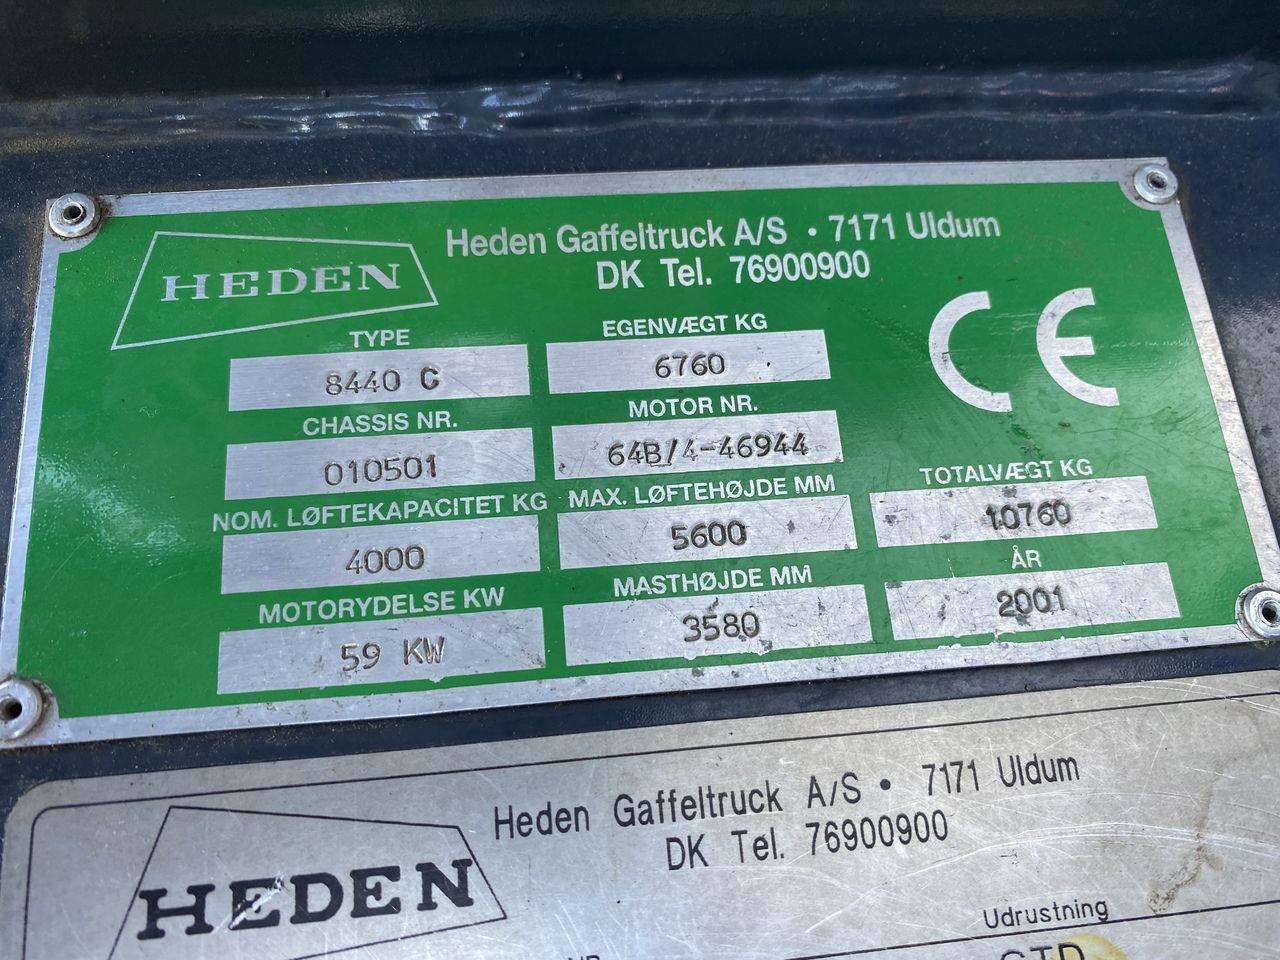 HEDEN
Heden Gaffeltruck A/S · 7171 Uldum
DK Tel. 76900900
TYPE
8440 C
EGENVÆGT KG
6760
CE
CHASSIS NR.
010501
MOTOR NR.
64B/4-46944
NOM. LØFTEKAPACITET KG
4000
MAX. LØFTEHØJDE MM
5600
TOTALVÆGT KG
10760
MOTORYDELSE KW
59 KW
MASTHØJDE MM
3580
ÅR
2001
HEDEN
Heden Gaffeltruck A/S · 7171 Uldum
DK Tel. 76900900
Udrustning